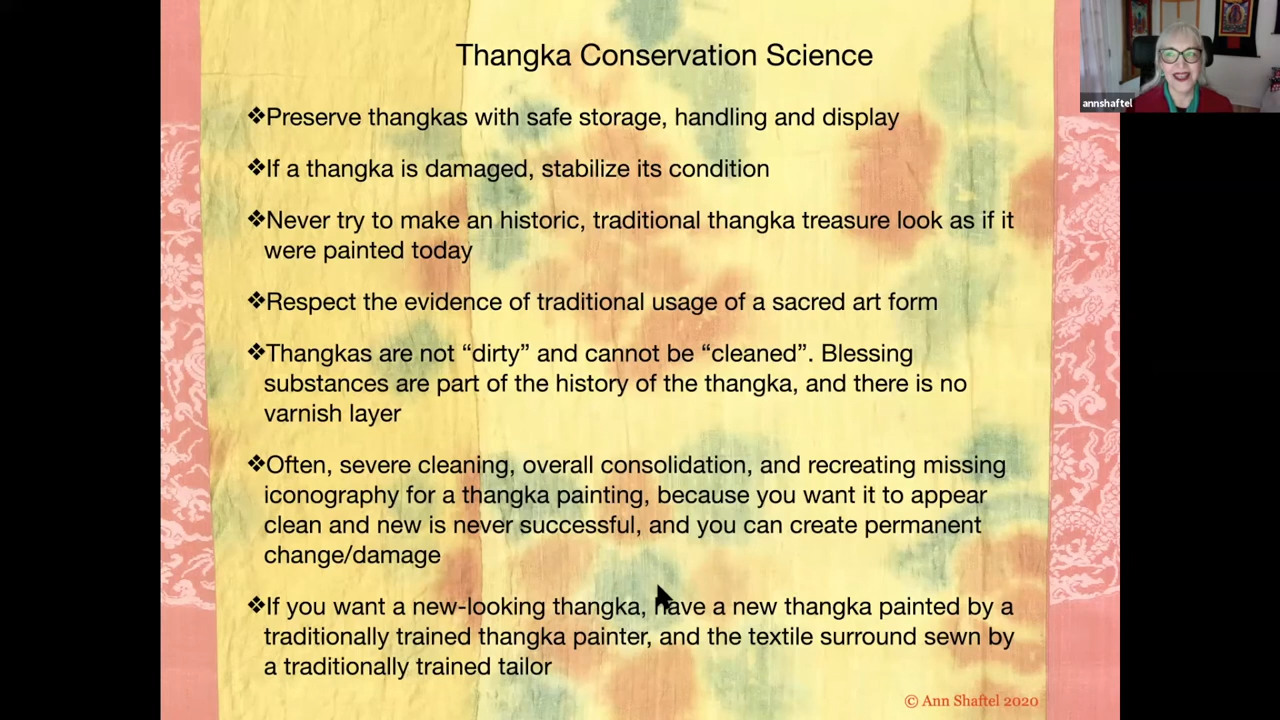 Thangka Conservation Science
❖Preserve thangkas with safe storage, handling and display
❖If a thangka is damaged, stabilize its condition
❖Never try to make an historic, traditional thangka treasure look as if it
were painted today
❖Respect the evidence of traditional usage of a sacred art form
❖Thangkas are not “dirty” and cannot be “cleaned”. Blessing
substances are part of the history of the thangka, and there is no
varnish layer
❖Often, severe cleaning, overall consolidation, and recreating missing
iconography for a thangka painting, because you want it to appear
clean and new is never successful, and you can create permanent
change/damage
❖If you want a new-looking thangka, have a new thangka painted by a
traditionally trained thangka painter, and the textile surround sewn by
a traditionally trained tailor
© Ann Shaftel 2020
annshaftel